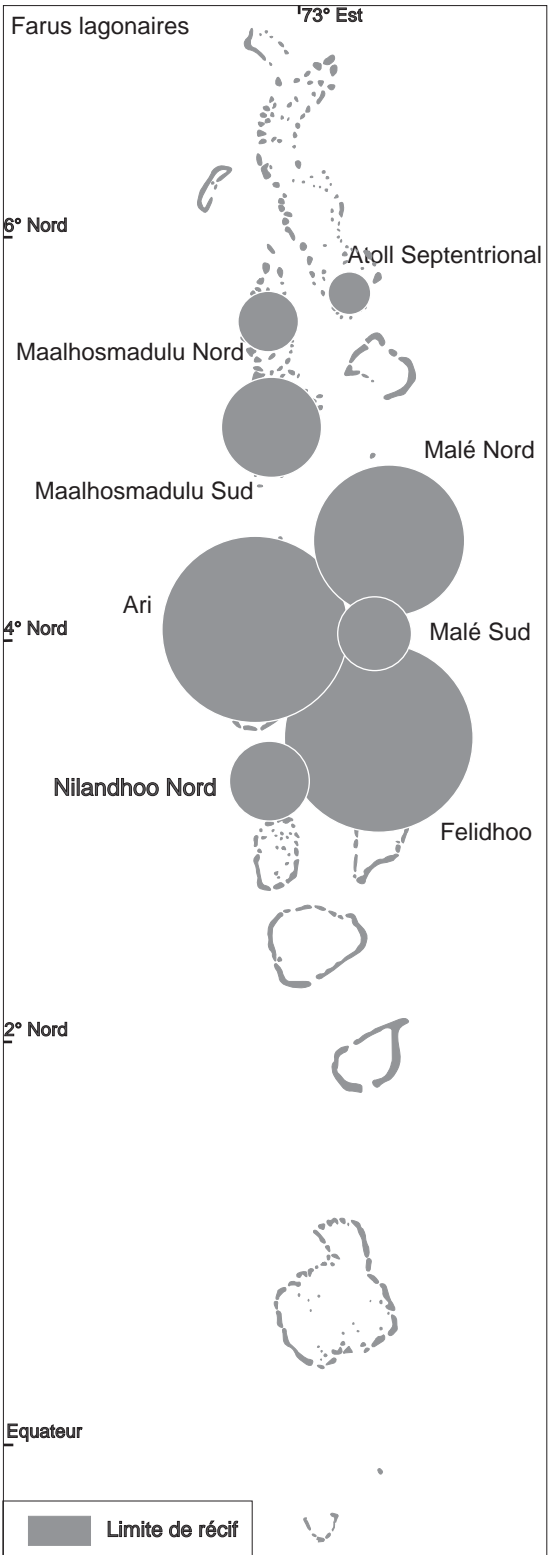 73° Est
Farus lagonaires
6° Nord
Atoll Septentrional
Maalhosmadulu Nord
Malé Nord
Maalhosmadulu Sud
Ari
4° Nord
Malé Sud
Nilandhoo Nord
Felidhoo
2° Nord
Equateur
Limite de récif